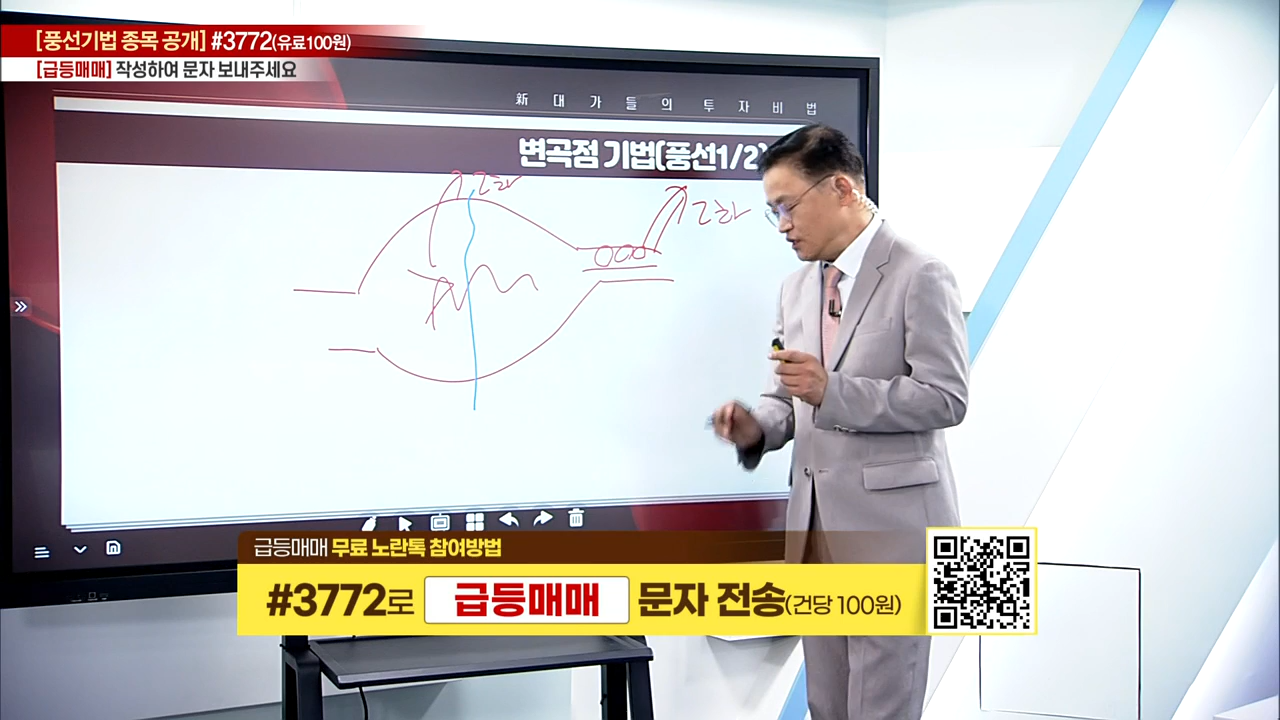 [풍선기법 종목 공개] #3772(유료100원)
[급등매매] 작성하여 문자 보내주세요
新 대 가 들 의 투 자 비 법
변곡점 기법(풍선1/2)
급등매매 무료 노란톡 참여방법
#3772로 급등매매 문자 전송(건당 100원)